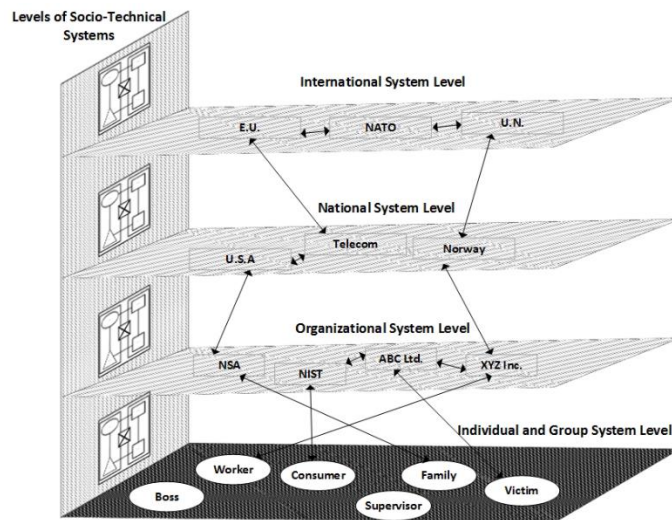 Levels of Socio-Technical
Systems
International System Level
E.U.
NATO
U.N.
National System Level
Telecom
U.S.A
Norway
Organizational System Level
NSA
NIST
ABC Ltd.
XYZ Inc.
Individual and Group System Level
Worker
Consumer
Family
Victim
Boss
Supervisor